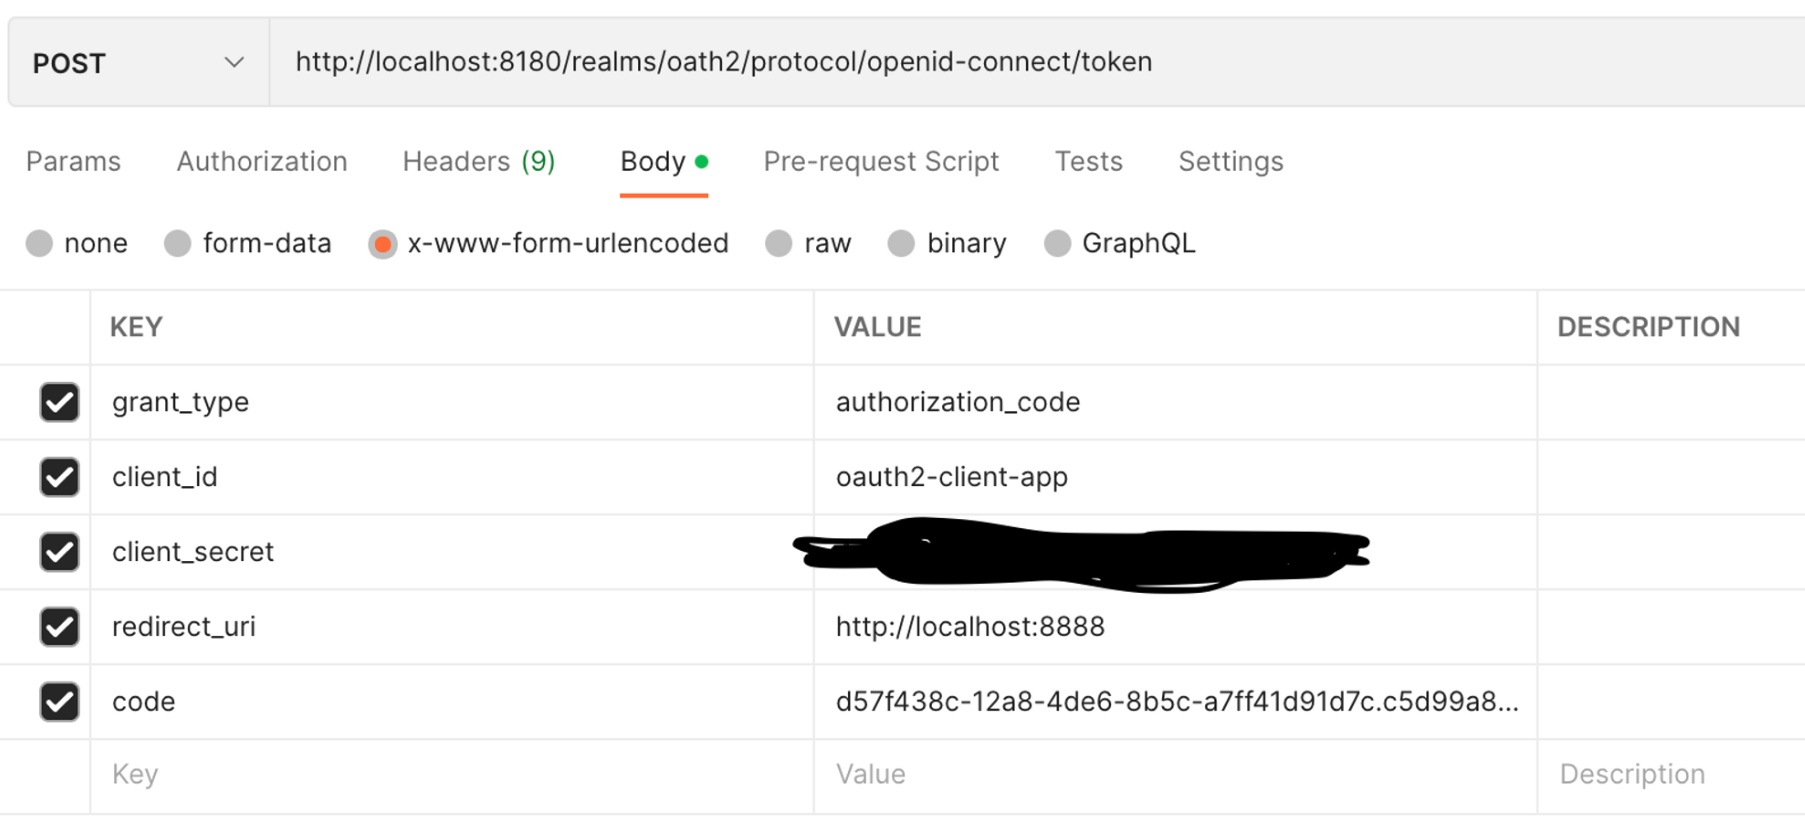 POST http://localhost:8180/realms/oath2/protocol/openid-connect/token
Params Authorization Headers (9) Body Pre-request Script Tests Settings
none form-data x-www-form-urlencoded raw binary GraphQL
KEY VALUE DESCRIPTION
grant_type authorization_code
client_id oauth2-client-app
client_secret
redirect_uri http://localhost:8888
code d57f438c-12a8-4de6-8b5c-a7ff41d91d7c.c5d99a8...
Key Value Description